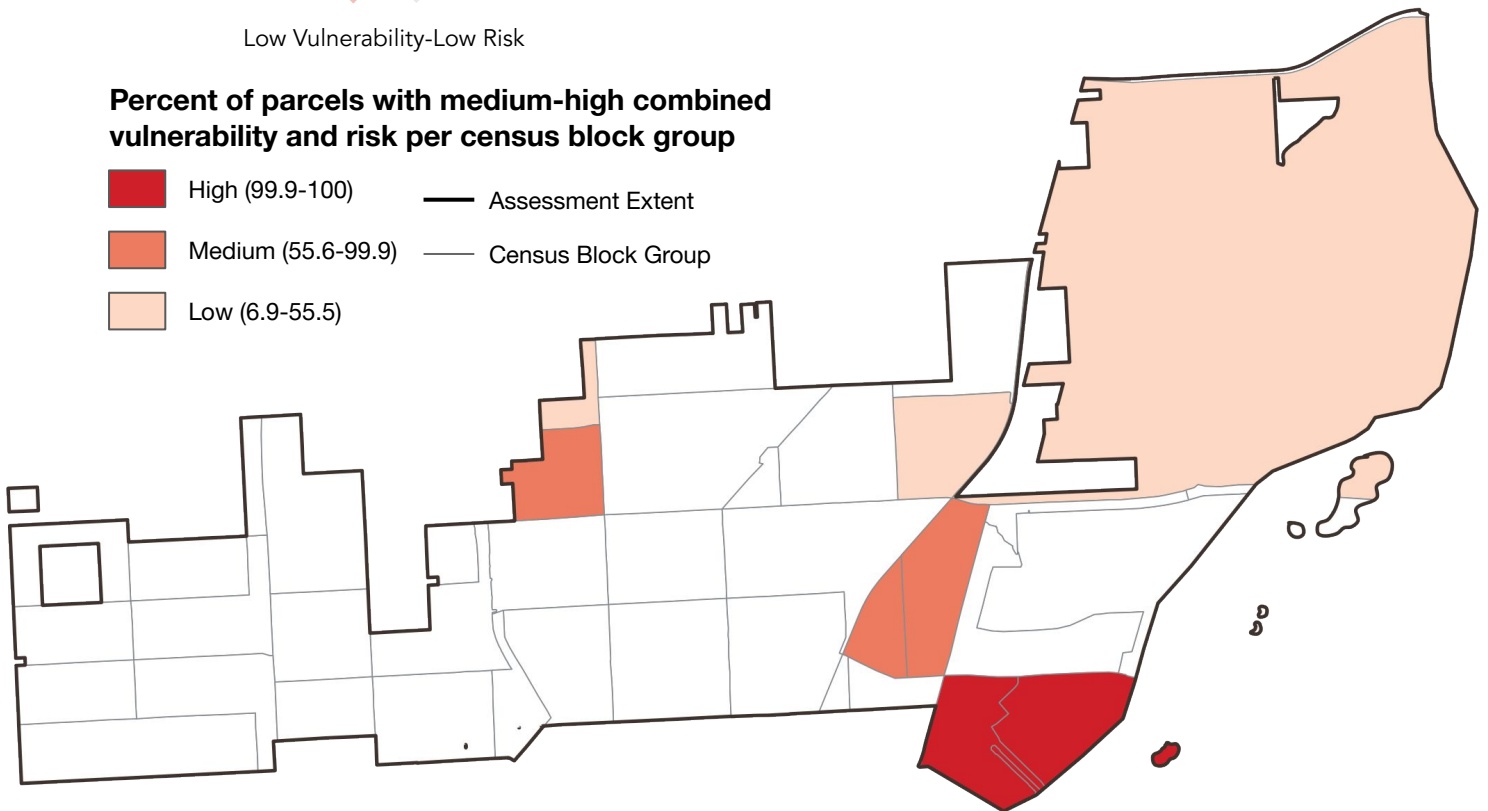 Low Vulnerability-Low Risk
Percent of parcels with medium-high combined
vulnerability and risk per census block group
High (99.9-100)
Assessment Extent
Medium (55.6-99.9)
Census Block Group
Low (6.9-55.5)